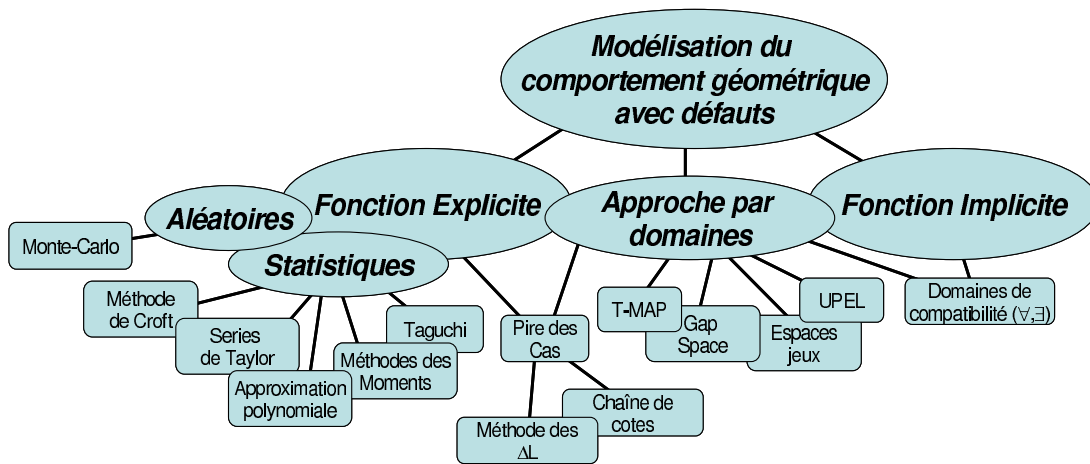 Modélisation du
comportement géométrique
avec défauts
Fonction Explicite
Approche par
domaines
Fonction Implicite
Aléatoires
Statistiques
Monte-Carlo
Méthode
de Croft
Series
de Taylor
Approximation
polynomiale
Méthodes des
Moments
Taguchi
Pire des
Cas
Méthode des
ΔL
Chaîne de
cotes
T-MAP
Gap
Space
Espaces
jeux
UPEL
Domaines de
compatibilité (∀,∃)